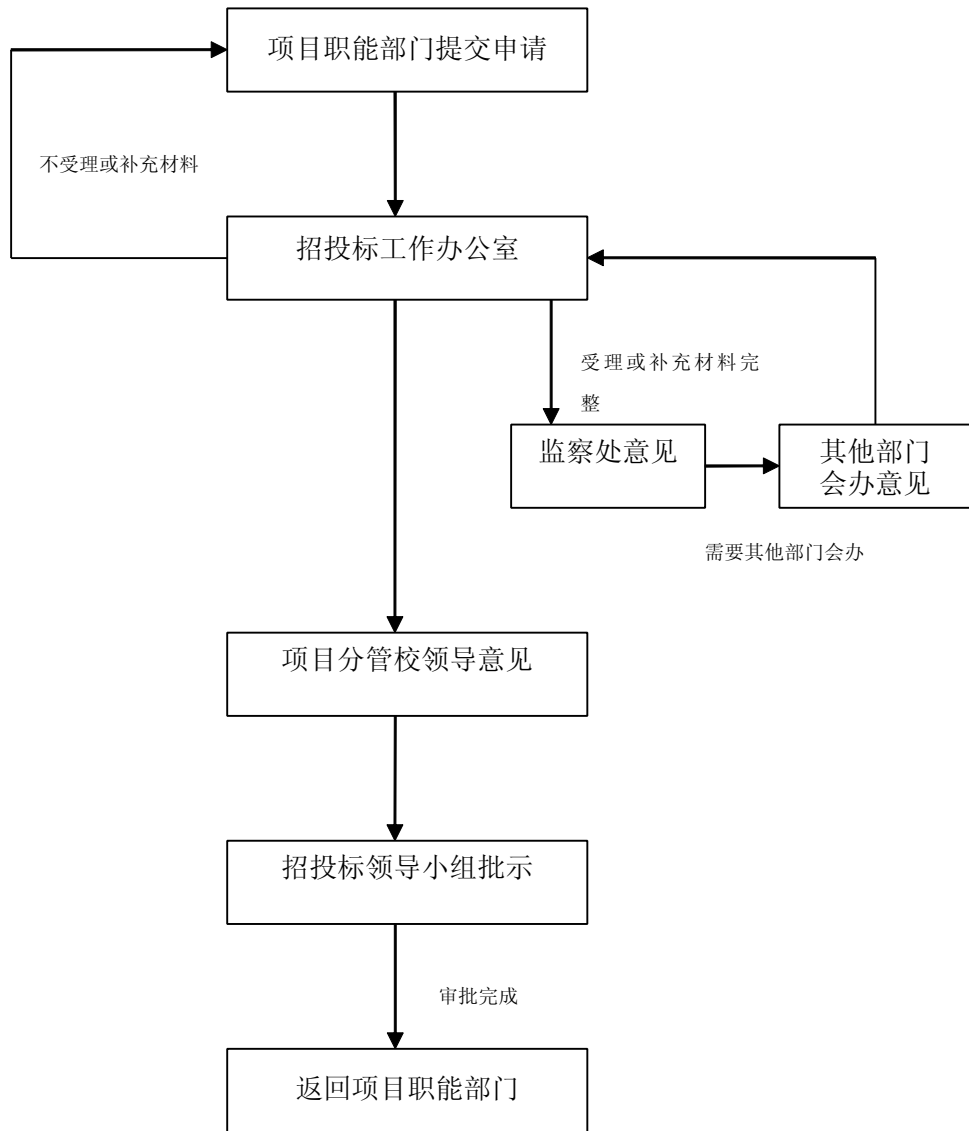 项目职能部门提交申请
不受理或补充材料
招投标工作办公室
受理或补充材料完
整
监察处意见
其他部门
会办意见
需要其他部门会办
项目分管校领导意见
招投标领导小组批示
审批完成
返回项目职能部门